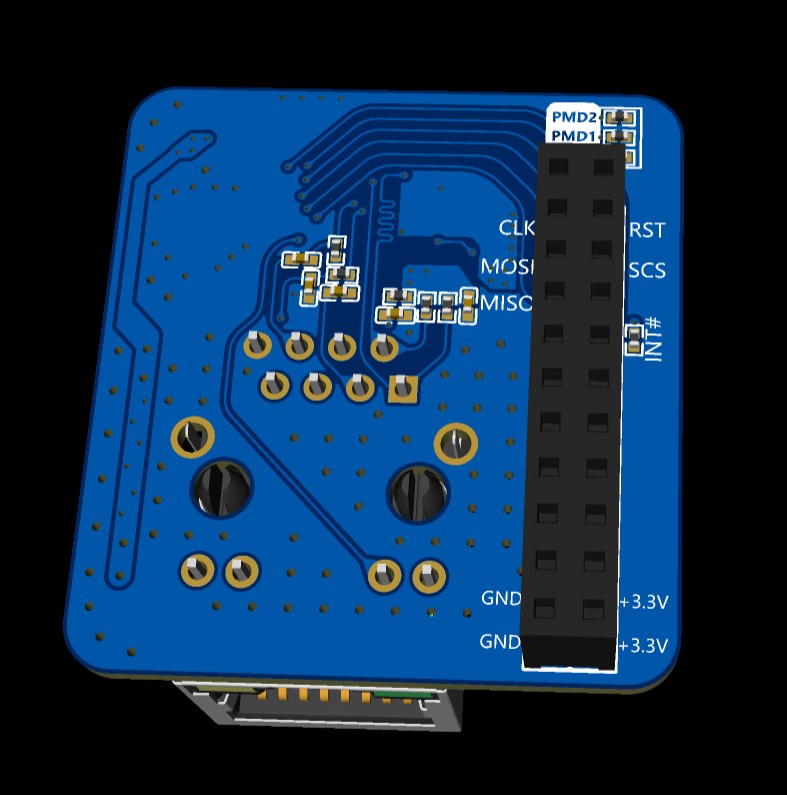 PMD2
PMD1
CLK
RST
MOSI
SCS
MISO
INT#
GND
+3.3V
GND
+3.3V